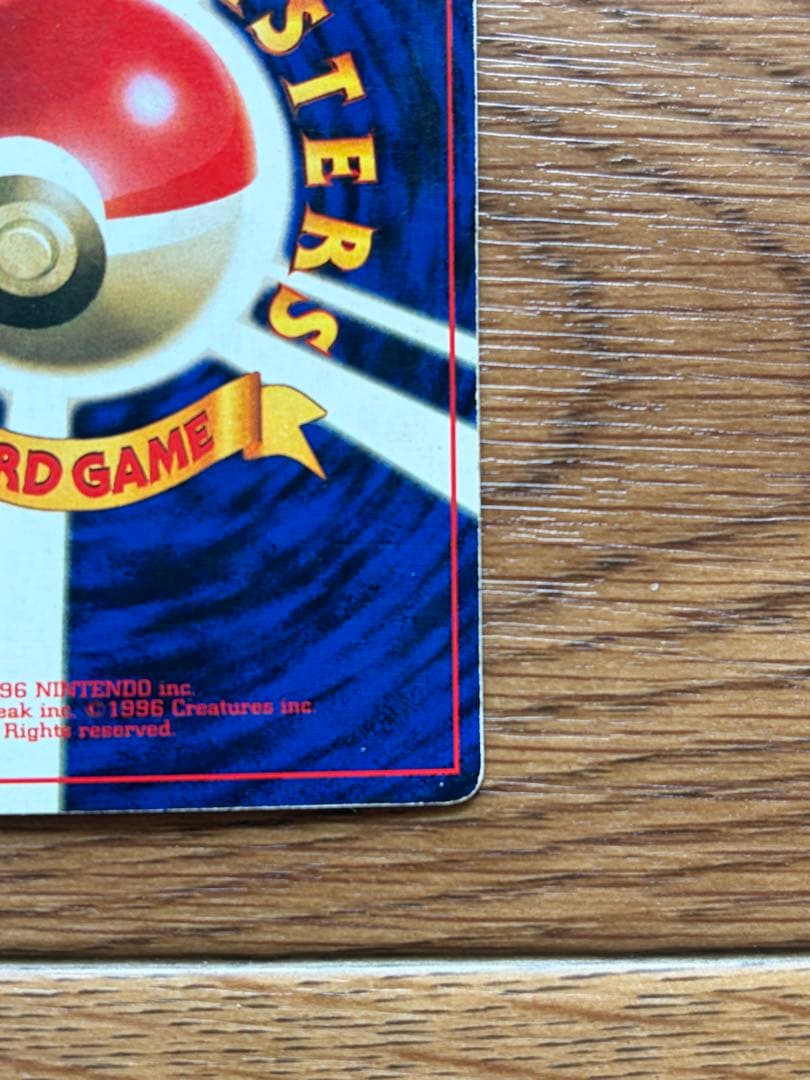 STERS
RD GAME
96 NINTENDO inc.
eak inc. ©1996 Creatures inc.
Rights reserved.